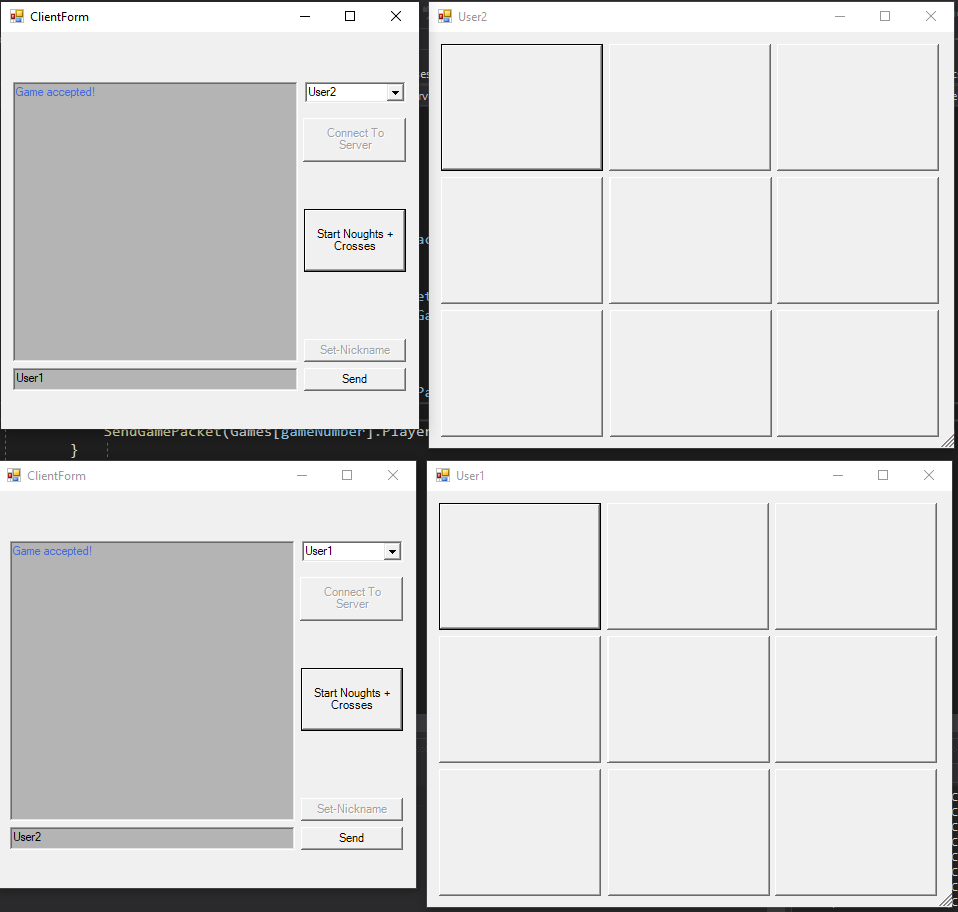 ClientForm
Game accepted!
User2
Connect To
Server
Start Noughts +
Crosses
Set-Nickname
User1
Send
User2
SendGamePacket(Games[gameNumber].Player
}
ClientForm
Game accepted!
User1
Connect To
Server
Start Noughts +
Crosses
Set-Nickname
User2
Send
User1